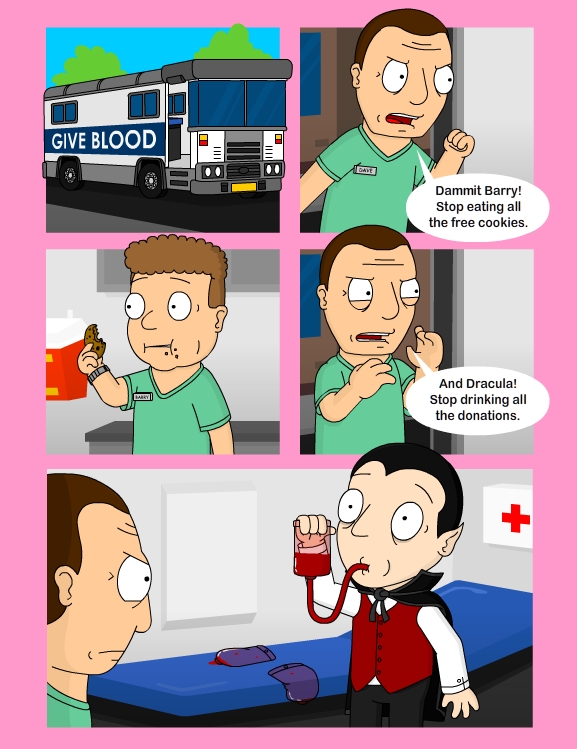 GIVE BLOOD
DAVE
Dammit Barry!
Stop eating all
the free cookies.
BARRY
And Dracula!
Stop drinking all
the donations.